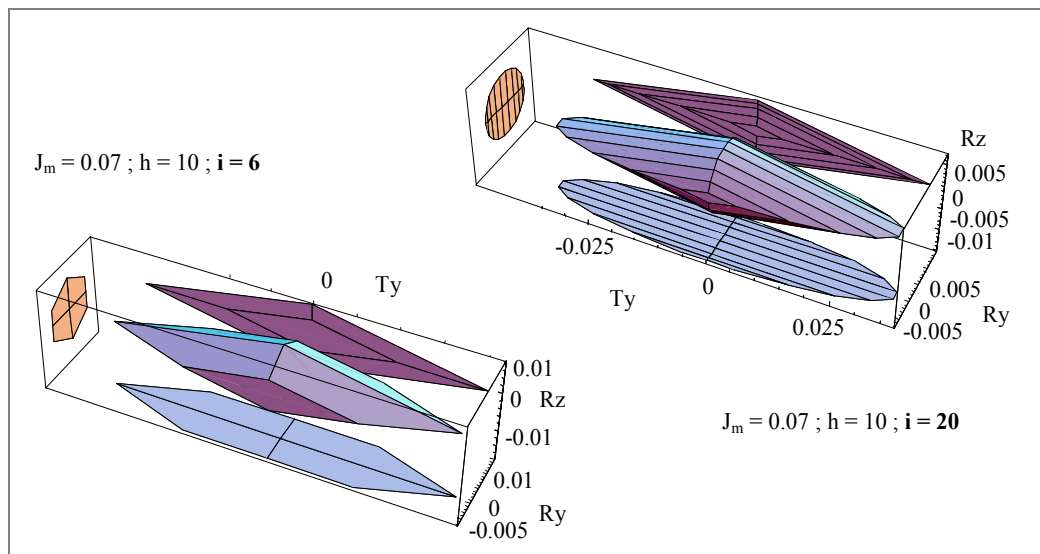 Rz
0.005
0
-0.005
-0.01
J_m = 0.07 ; h = 10 ; i = 6
-0.025
Ty
0
0.025
0.005
0
-0.005
Ry
0
Ty
0.01
0
Rz
-0.01
0.01
0
-0.005
Ry
J_m = 0.07 ; h = 10 ; i = 20